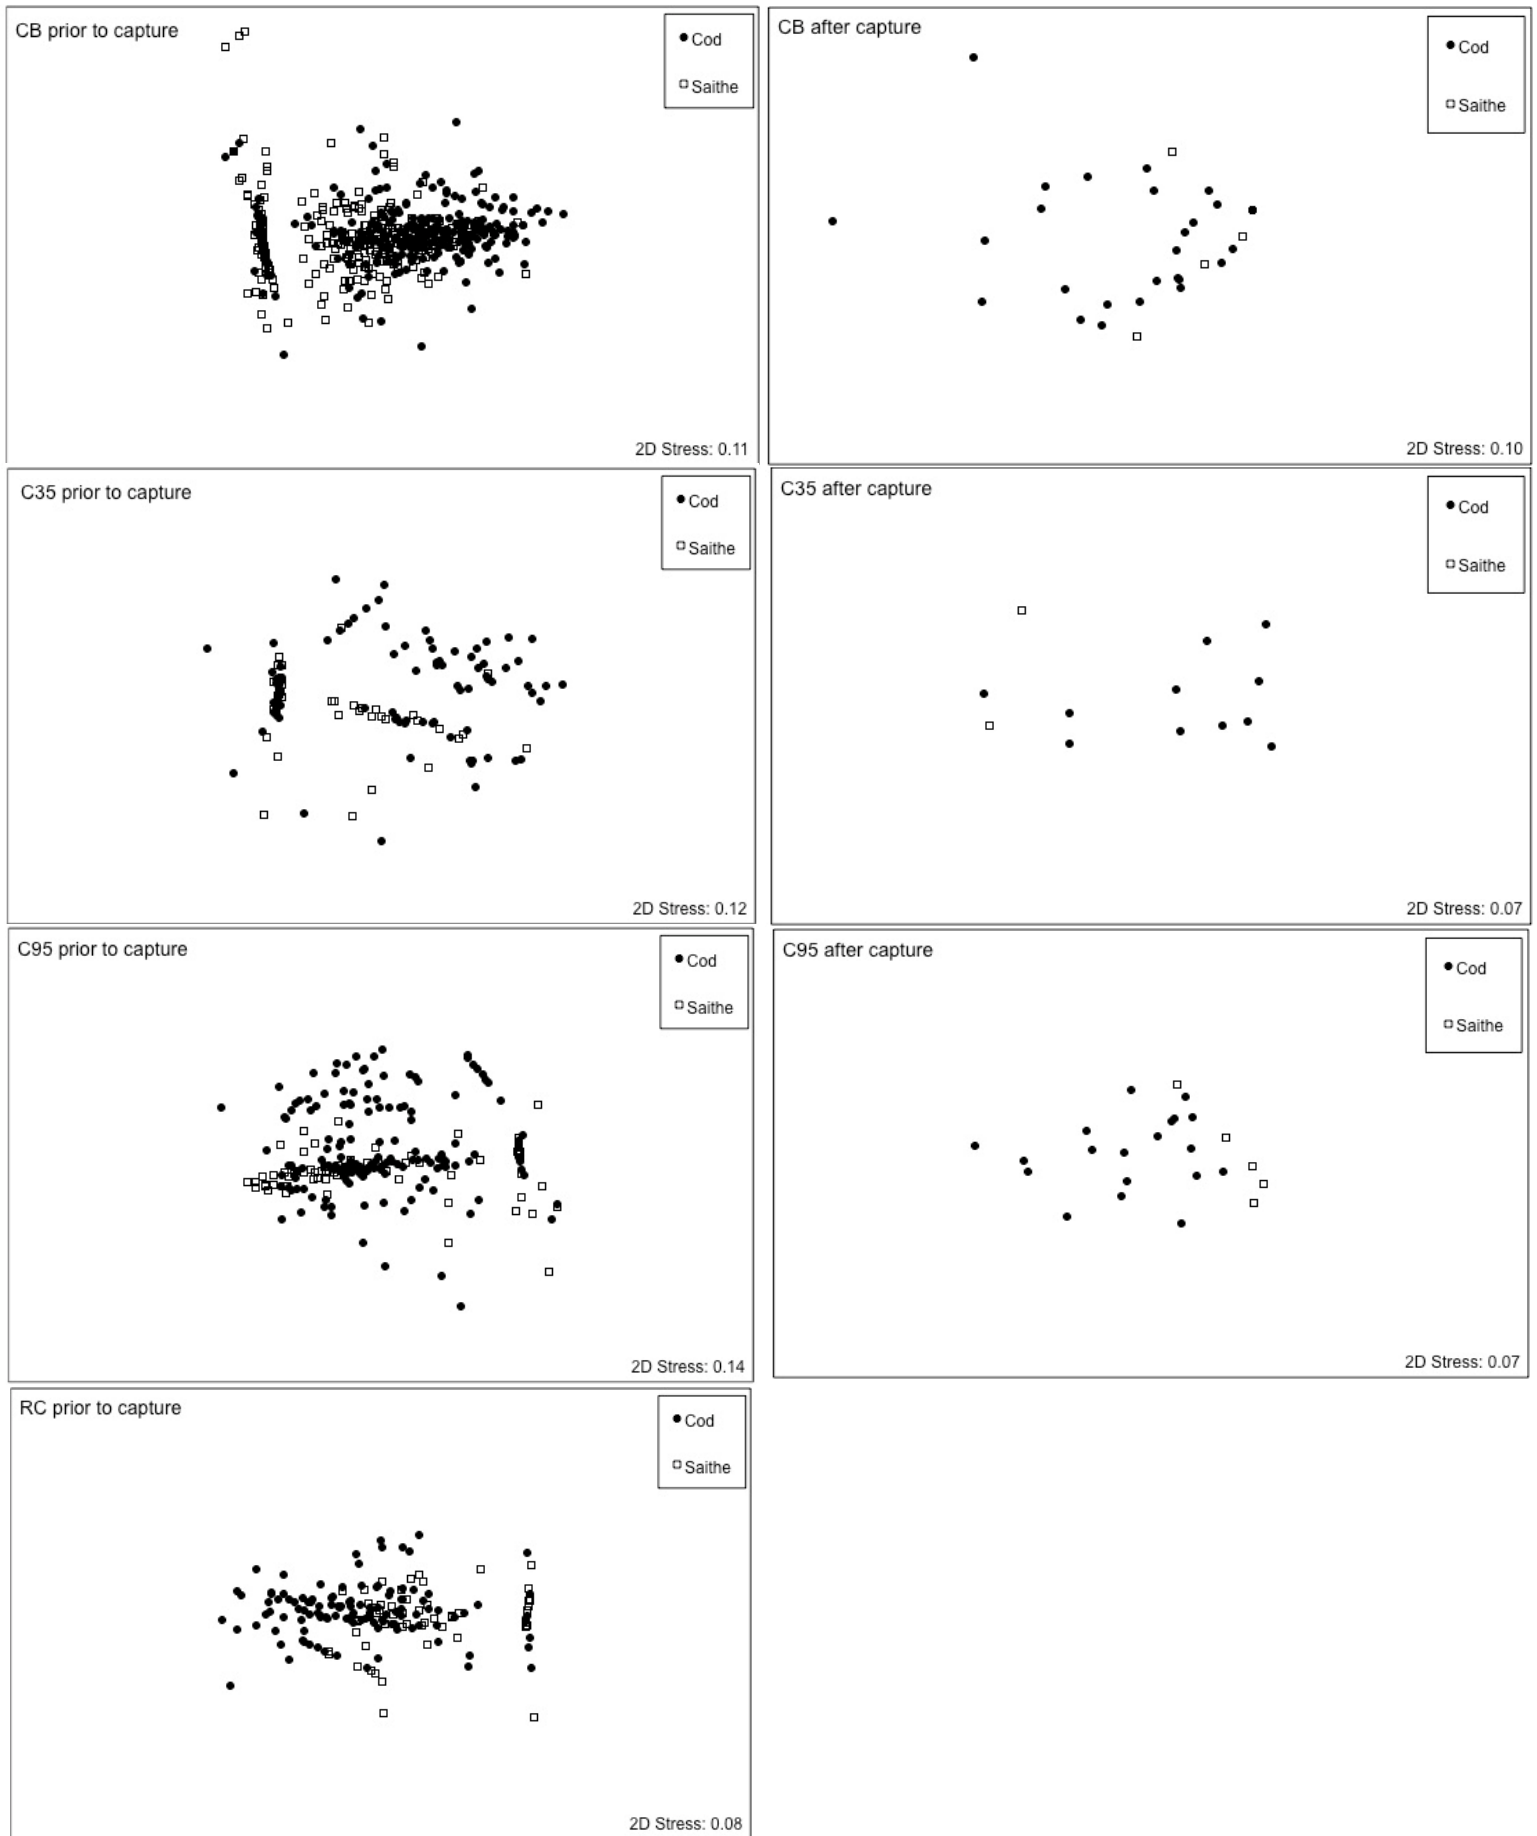 CB prior to capture
Cod
Saithe
2D Stress: 0.11
CB after capture
Cod
Saithe
2D Stress: 0.10
C35 prior to capture
Cod
Saithe
2D Stress: 0.12
C35 after capture
Cod
Saithe
2D Stress: 0.07
C95 prior to capture
Cod
Saithe
2D Stress: 0.14
C95 after capture
Cod
Saithe
2D Stress: 0.07
RC prior to capture
Cod
Saithe
2D Stress: 0.08